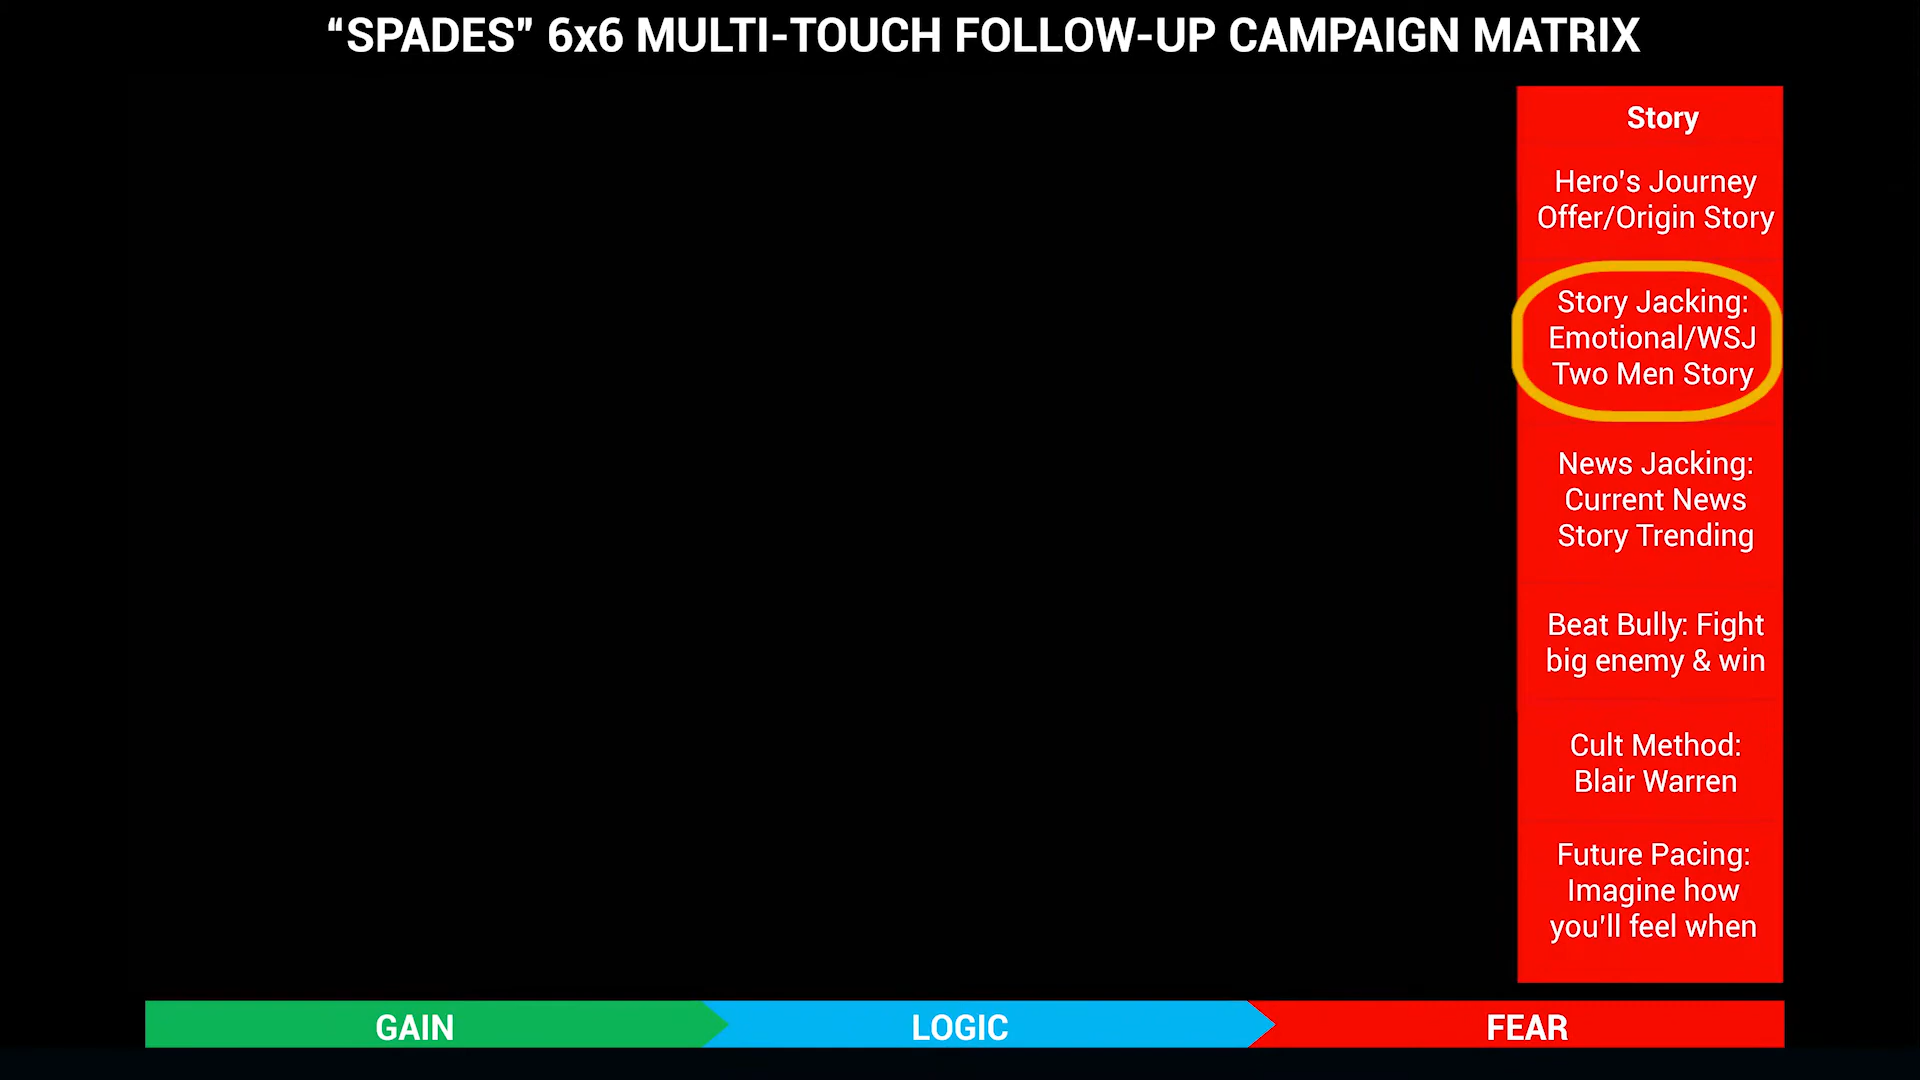 “SPADES” 6x6 MULTI-TOUCH FOLLOW-UP CAMPAIGN MATRIX
Story
Hero's Journey
Offer/Origin Story
Story Jacking:
Emotional/WSJ
Two Men Story
News Jacking:
Current News
Story Trending
Beat Bully: Fight
big enemy & win
Cult Method:
Blair Warren
Future Pacing:
Imagine how
you'll feel when
GAIN
LOGIC
FEAR